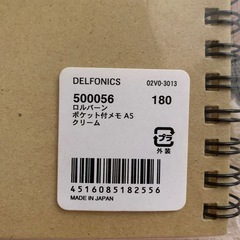 DELFONICS 02V0-3013
500056 180
ロルバーン
ポケット付メモ A5
クリーム
プラ
外装
4516085182556
MADE IN JAPAN